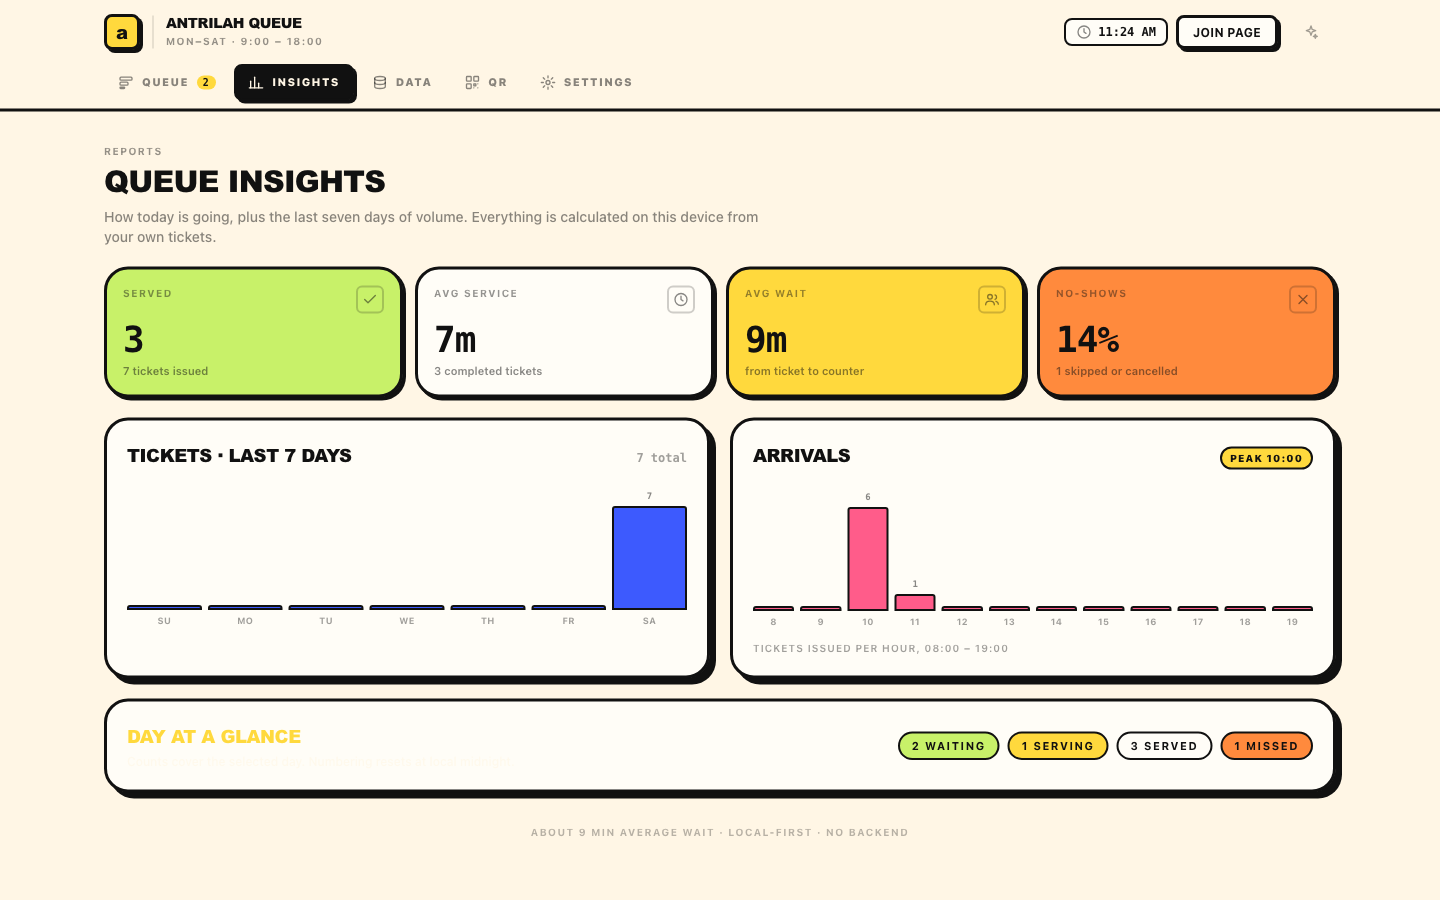 a
ANTRILAH QUEUE
MON–SAT · 9:00 – 18:00
11:24 AM
JOIN PAGE
QUEUE 2
INSIGHTS
DATA
QR
SETTINGS
REPORTS
QUEUE INSIGHTS
How today is going, plus the last seven days of volume. Everything is calculated on this device from
your own tickets.
SERVED
3
7 tickets issued
AVG SERVICE
7m
3 completed tickets
AVG WAIT
9m
from ticket to counter
NO-SHOWS
14%
1 skipped or cancelled
TICKETS · LAST 7 DAYS
7 total
7
SU MO TU WE TH FR SA
ARRIVALS
PEAK 10:00
6
1
8 9 10 11 12 13 14 15 16 17 18 19
TICKETS ISSUED PER HOUR, 08:00 – 19:00
DAY AT A GLANCE
2 WAITING
1 SERVING
3 SERVED
1 MISSED
ABOUT 9 MIN AVERAGE WAIT · LOCAL-FIRST · NO BACKEND